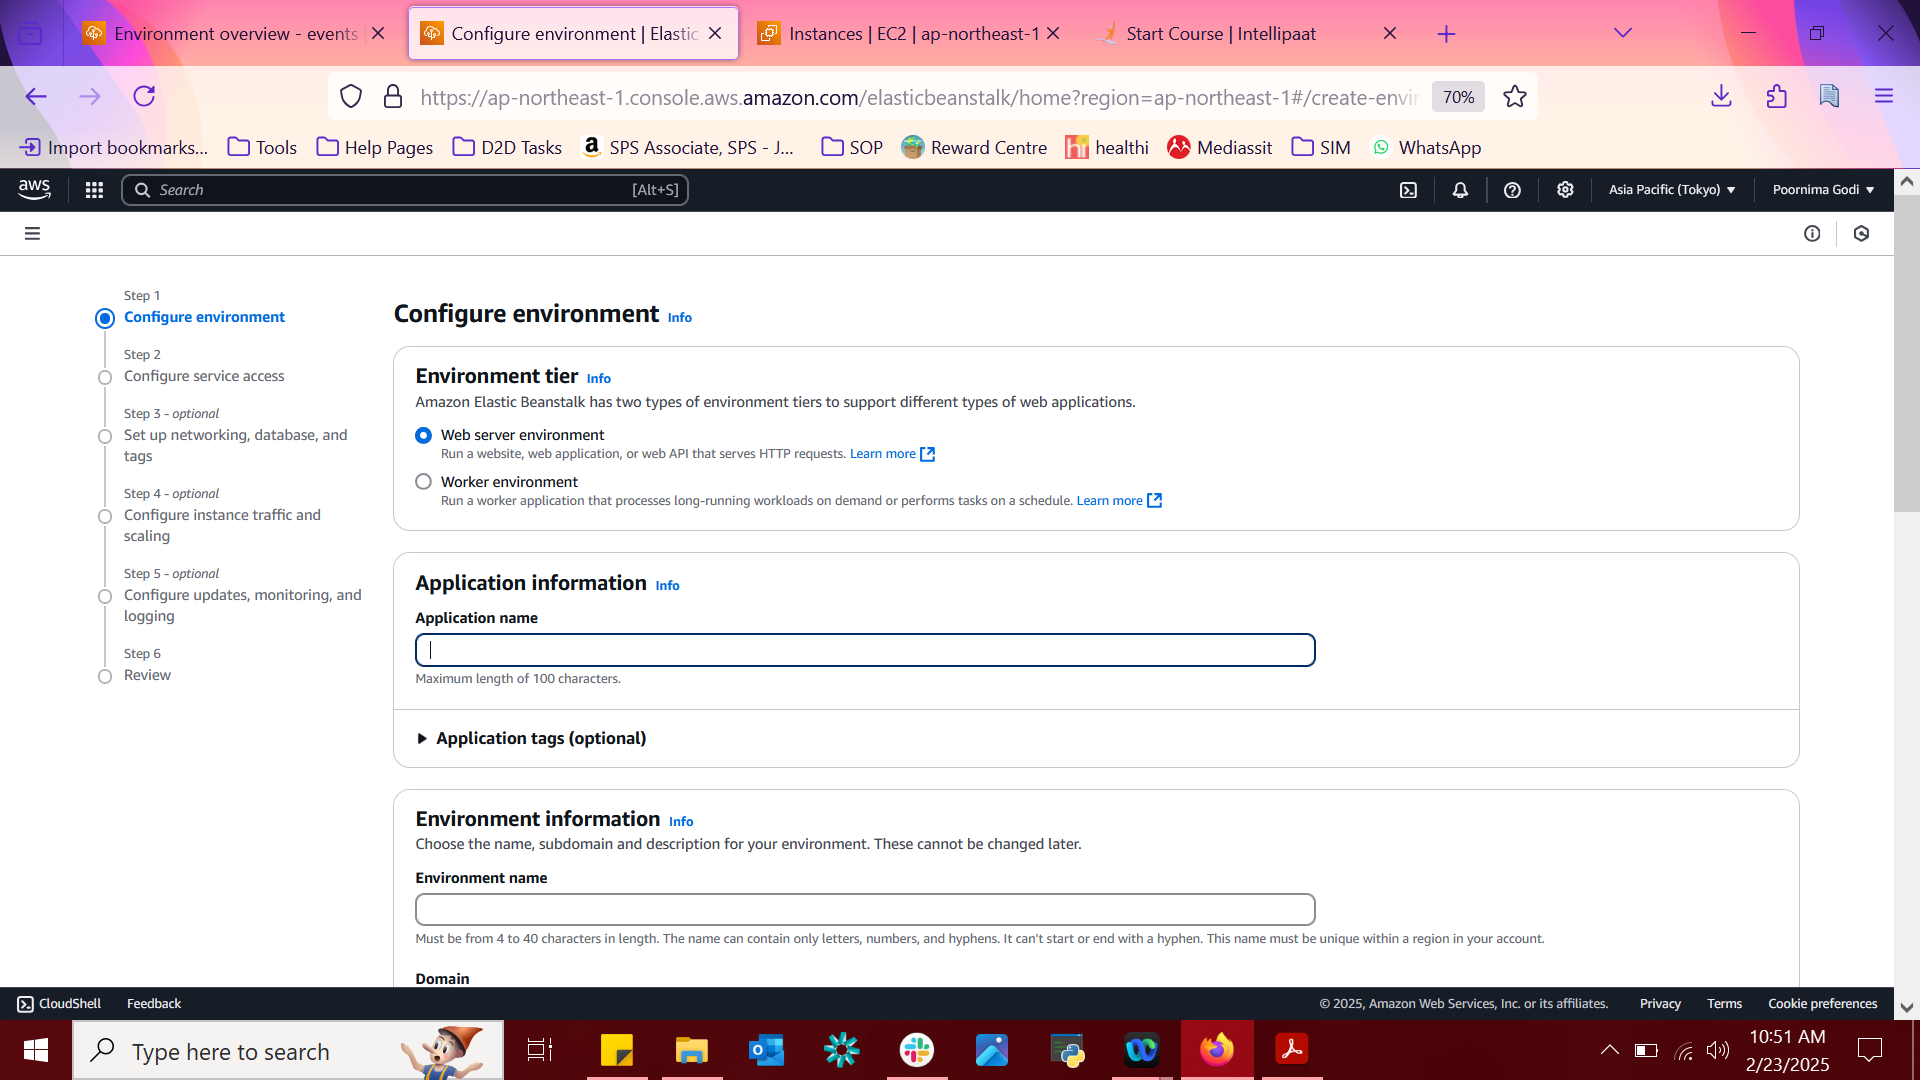 Environment overview - events
Configure environment | Elastic
Instances | EC2 | ap-northeast-1
Start Course | Intellipaat
https://ap-northeast-1.console.aws.amazon.com/elasticbeanstalk/home?region=ap-northeast-1#/create-envir
70%
Import bookmarks...
Tools
Help Pages
D2D Tasks
SPS Associate, SPS - J...
SOP
Reward Centre
healthi
Mediassit
SIM
WhatsApp
aws
Search
[Alt+S]
Asia Pacific (Tokyo)
Poornima Godi
Step 1
Configure environment
Step 2
Configure service access
Step 3 - optional
Set up networking, database, and
tags
Step 4 - optional
Configure instance traffic and
scaling
Step 5 - optional
Configure updates, monitoring, and
logging
Step 6
Review
Configure environment Info
Environment tier Info
Amazon Elastic Beanstalk has two types of environment tiers to support different types of web applications.
Web server environment
Run a website, web application, or web API that serves HTTP requests. Learn more
Worker environment
Run a worker application that processes long-running workloads on demand or performs tasks on a schedule. Learn more
Application information Info
Application name
Maximum length of 100 characters.
Application tags (optional)
Environment information Info
Choose the name, subdomain and description for your environment. These cannot be changed later.
Environment name
Must be from 4 to 40 characters in length. The name can contain only letters, numbers, and hyphens. It can't start or end with a hyphen. This name must be unique within a region in your account.
Domain
CloudShell
Feedback
© 2025, Amazon Web Services, Inc. or its affiliates.
Privacy
Terms
Cookie preferences
Type here to search
10:51 AM
2/23/2025